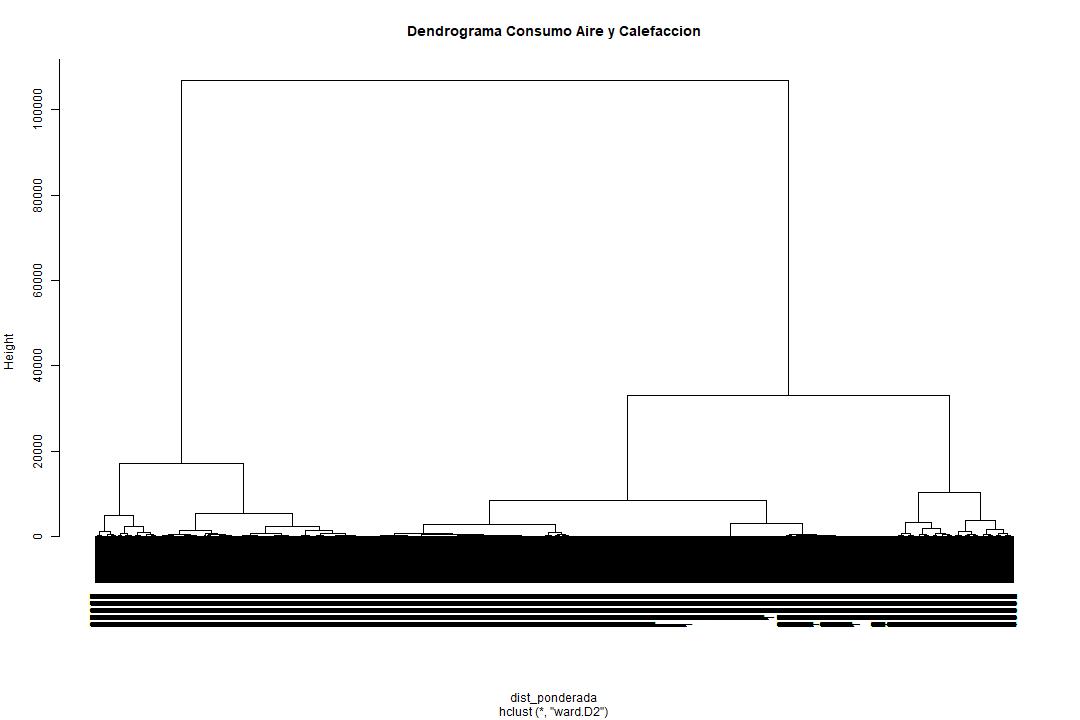 Dendrograma Consumo Aire y Calefaccion
Height
100000
80000
60000
40000
20000
0
dist_ponderada
hclust (*, "ward.D2")